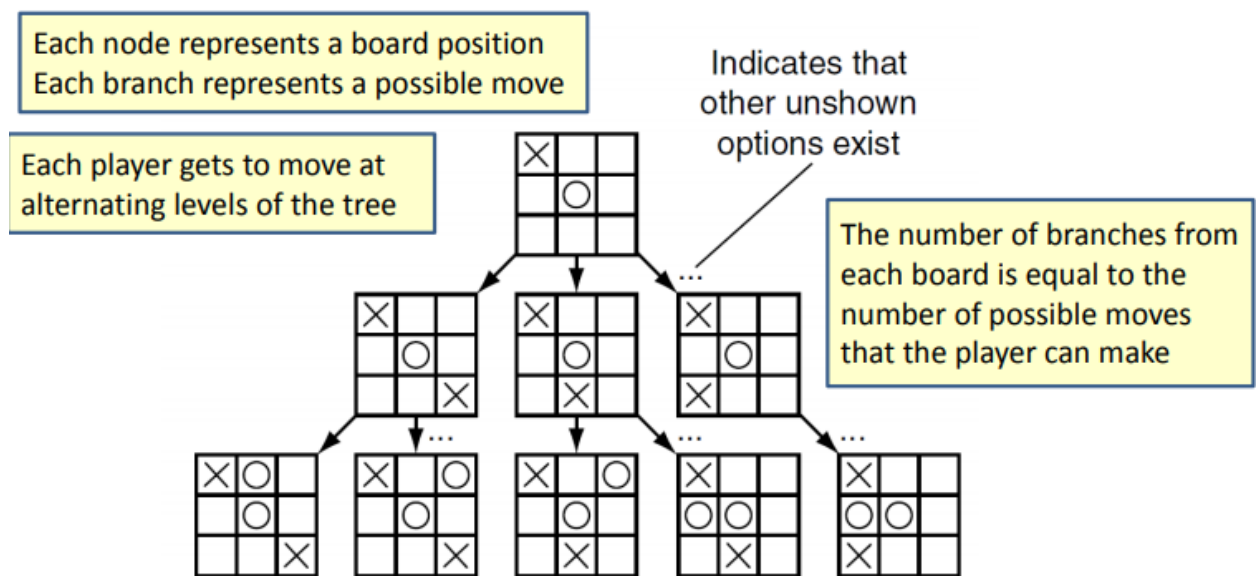 Each node represents a board position
Each branch represents a possible move
Indicates that
other unshown
options exist
Each player gets to move at
alternating levels of the tree
The number of branches from
each board is equal to the
number of possible moves
that the player can make
X
O
...
X X X
O O O
X X X
... ... ...
X O X O X O X X
O O O O O O O
X X X X X